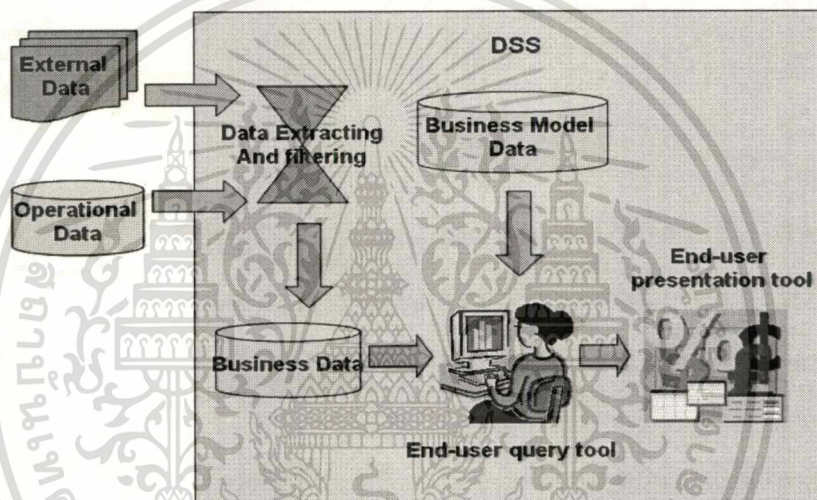 DSS
External
Data
Data Extracting
And filtering
Business Model
Data
Operational
Data
End-user
presentation tool
Business Data
End-user query tool